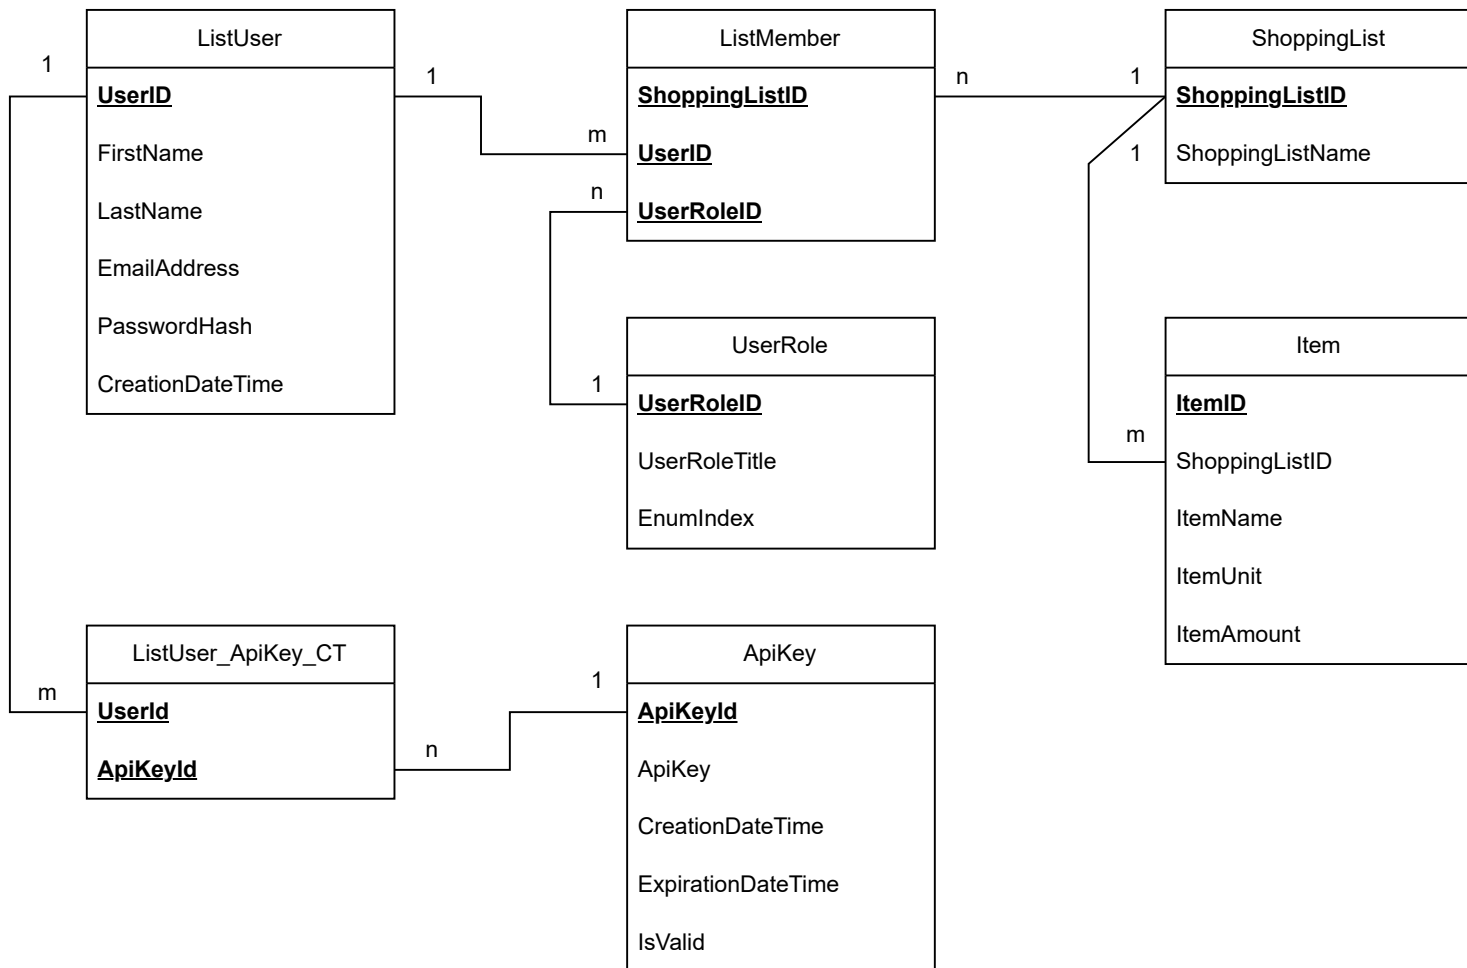 ListUser
1
UserID
FirstName
LastName
EmailAddress
PasswordHash
CreationDateTime
1
m
ListMember
ShoppingListID
UserID
UserRoleID
n
n
1
ShoppingList
ShoppingListID
ShoppingListName
1
UserRole
1
UserRoleID
UserRoleTitle
EnumIndex
Item
m
ItemID
ShoppingListID
ItemName
ItemUnit
ItemAmount
ListUser_ApiKey_CT
m
UserId
ApiKeyId
n
1
ApiKey
ApiKeyId
ApiKey
CreationDateTime
ExpirationDateTime
IsValid